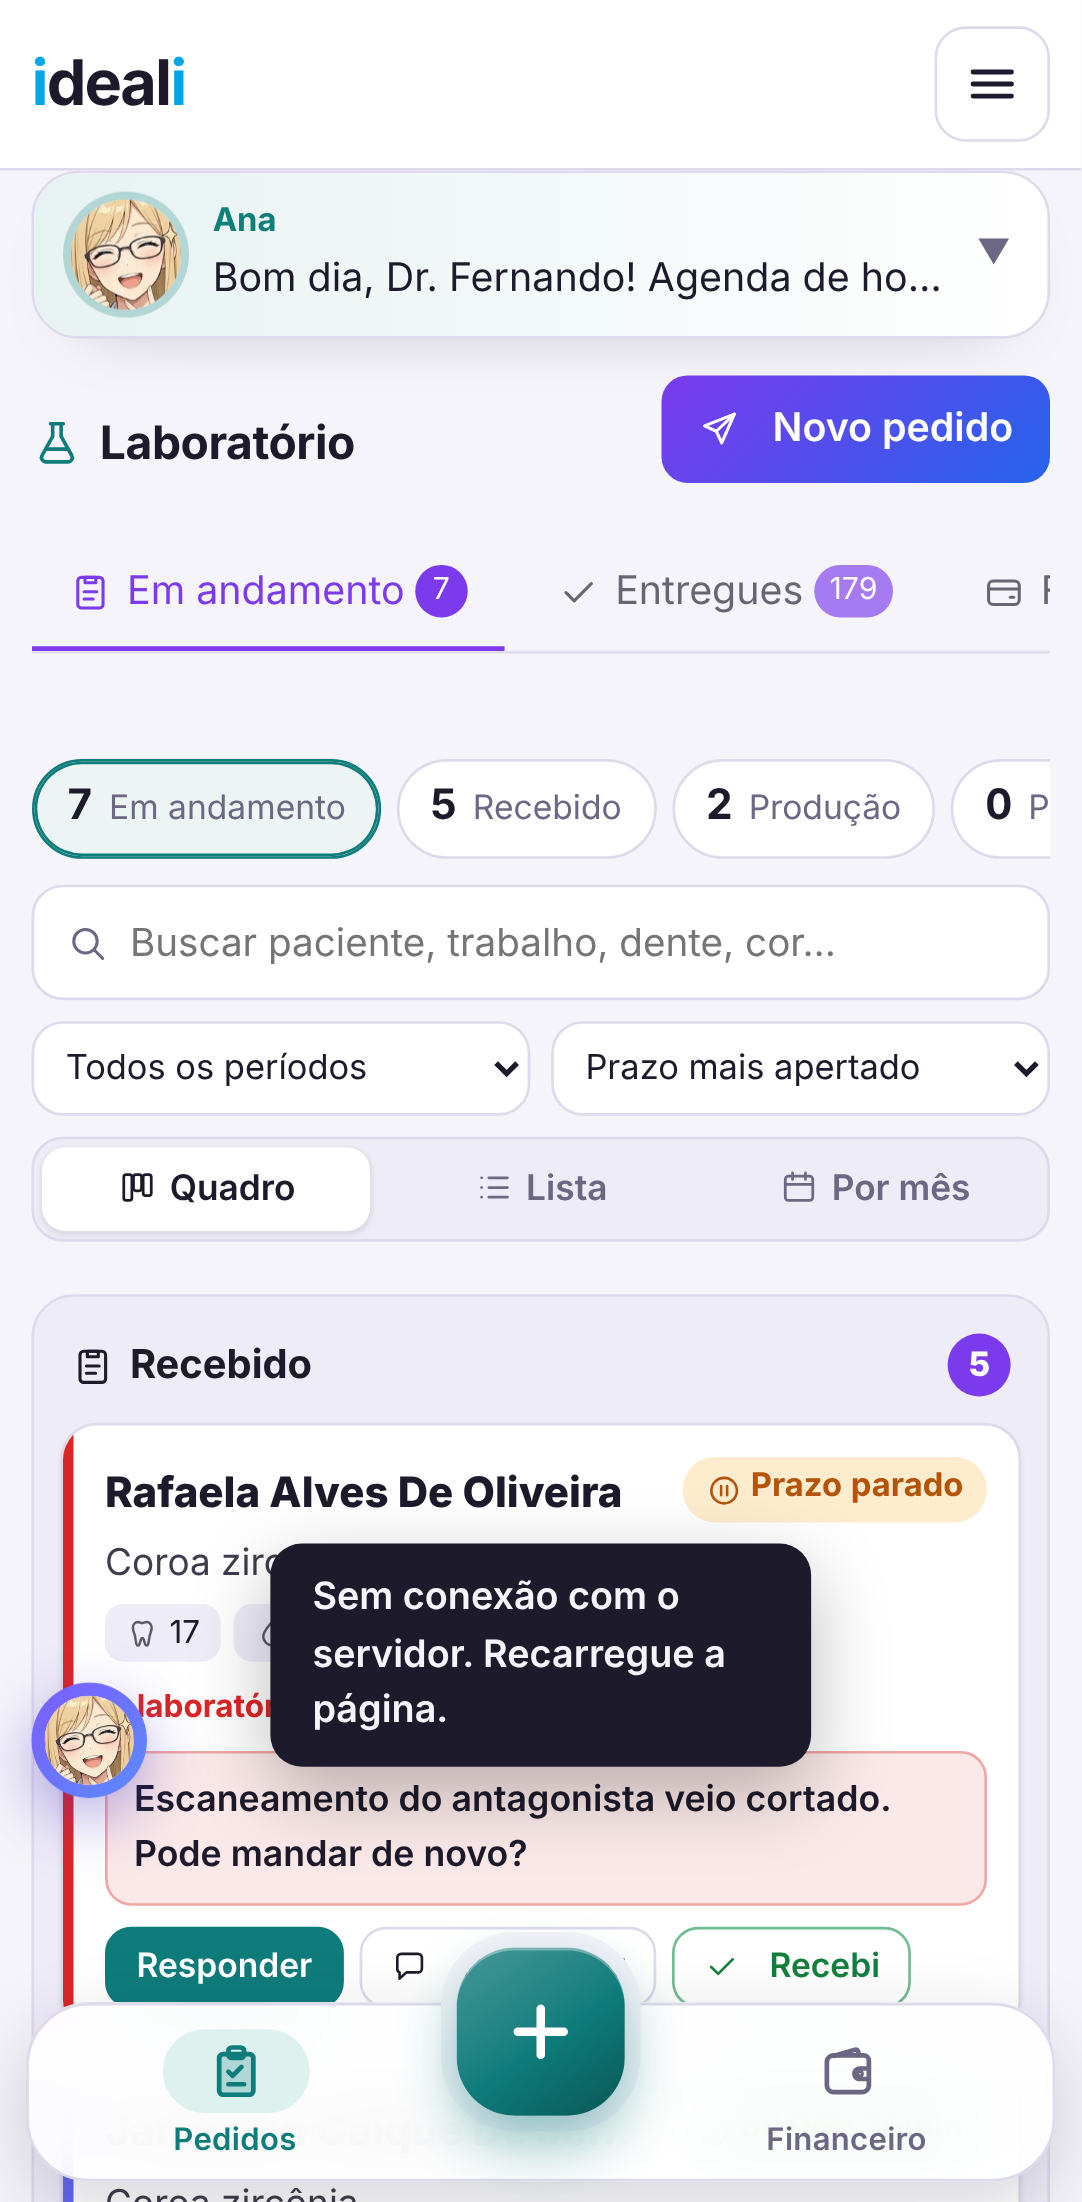 ideali
Ana
Bom dia, Dr. Fernando! Agenda de ho...
Laboratório
Novo pedido
Em andamento 7
Entregues 179
7 Em andamento
5 Recebido
2 Produção
0
Buscar paciente, trabalho, dente, cor...
Todos os períodos
Prazo mais apertado
Quadro
Lista
Por mês
Recebido
5
Rafaela Alves De Oliveira
Prazo parado
Coroa
Sem conexão com o
servidor. Recarregue a
página.
17
Escaneamento do antagonista veio cortado.
Pode mandar de novo?
Responder
Recebi
Pedidos
Financeiro
Coroa zircônia